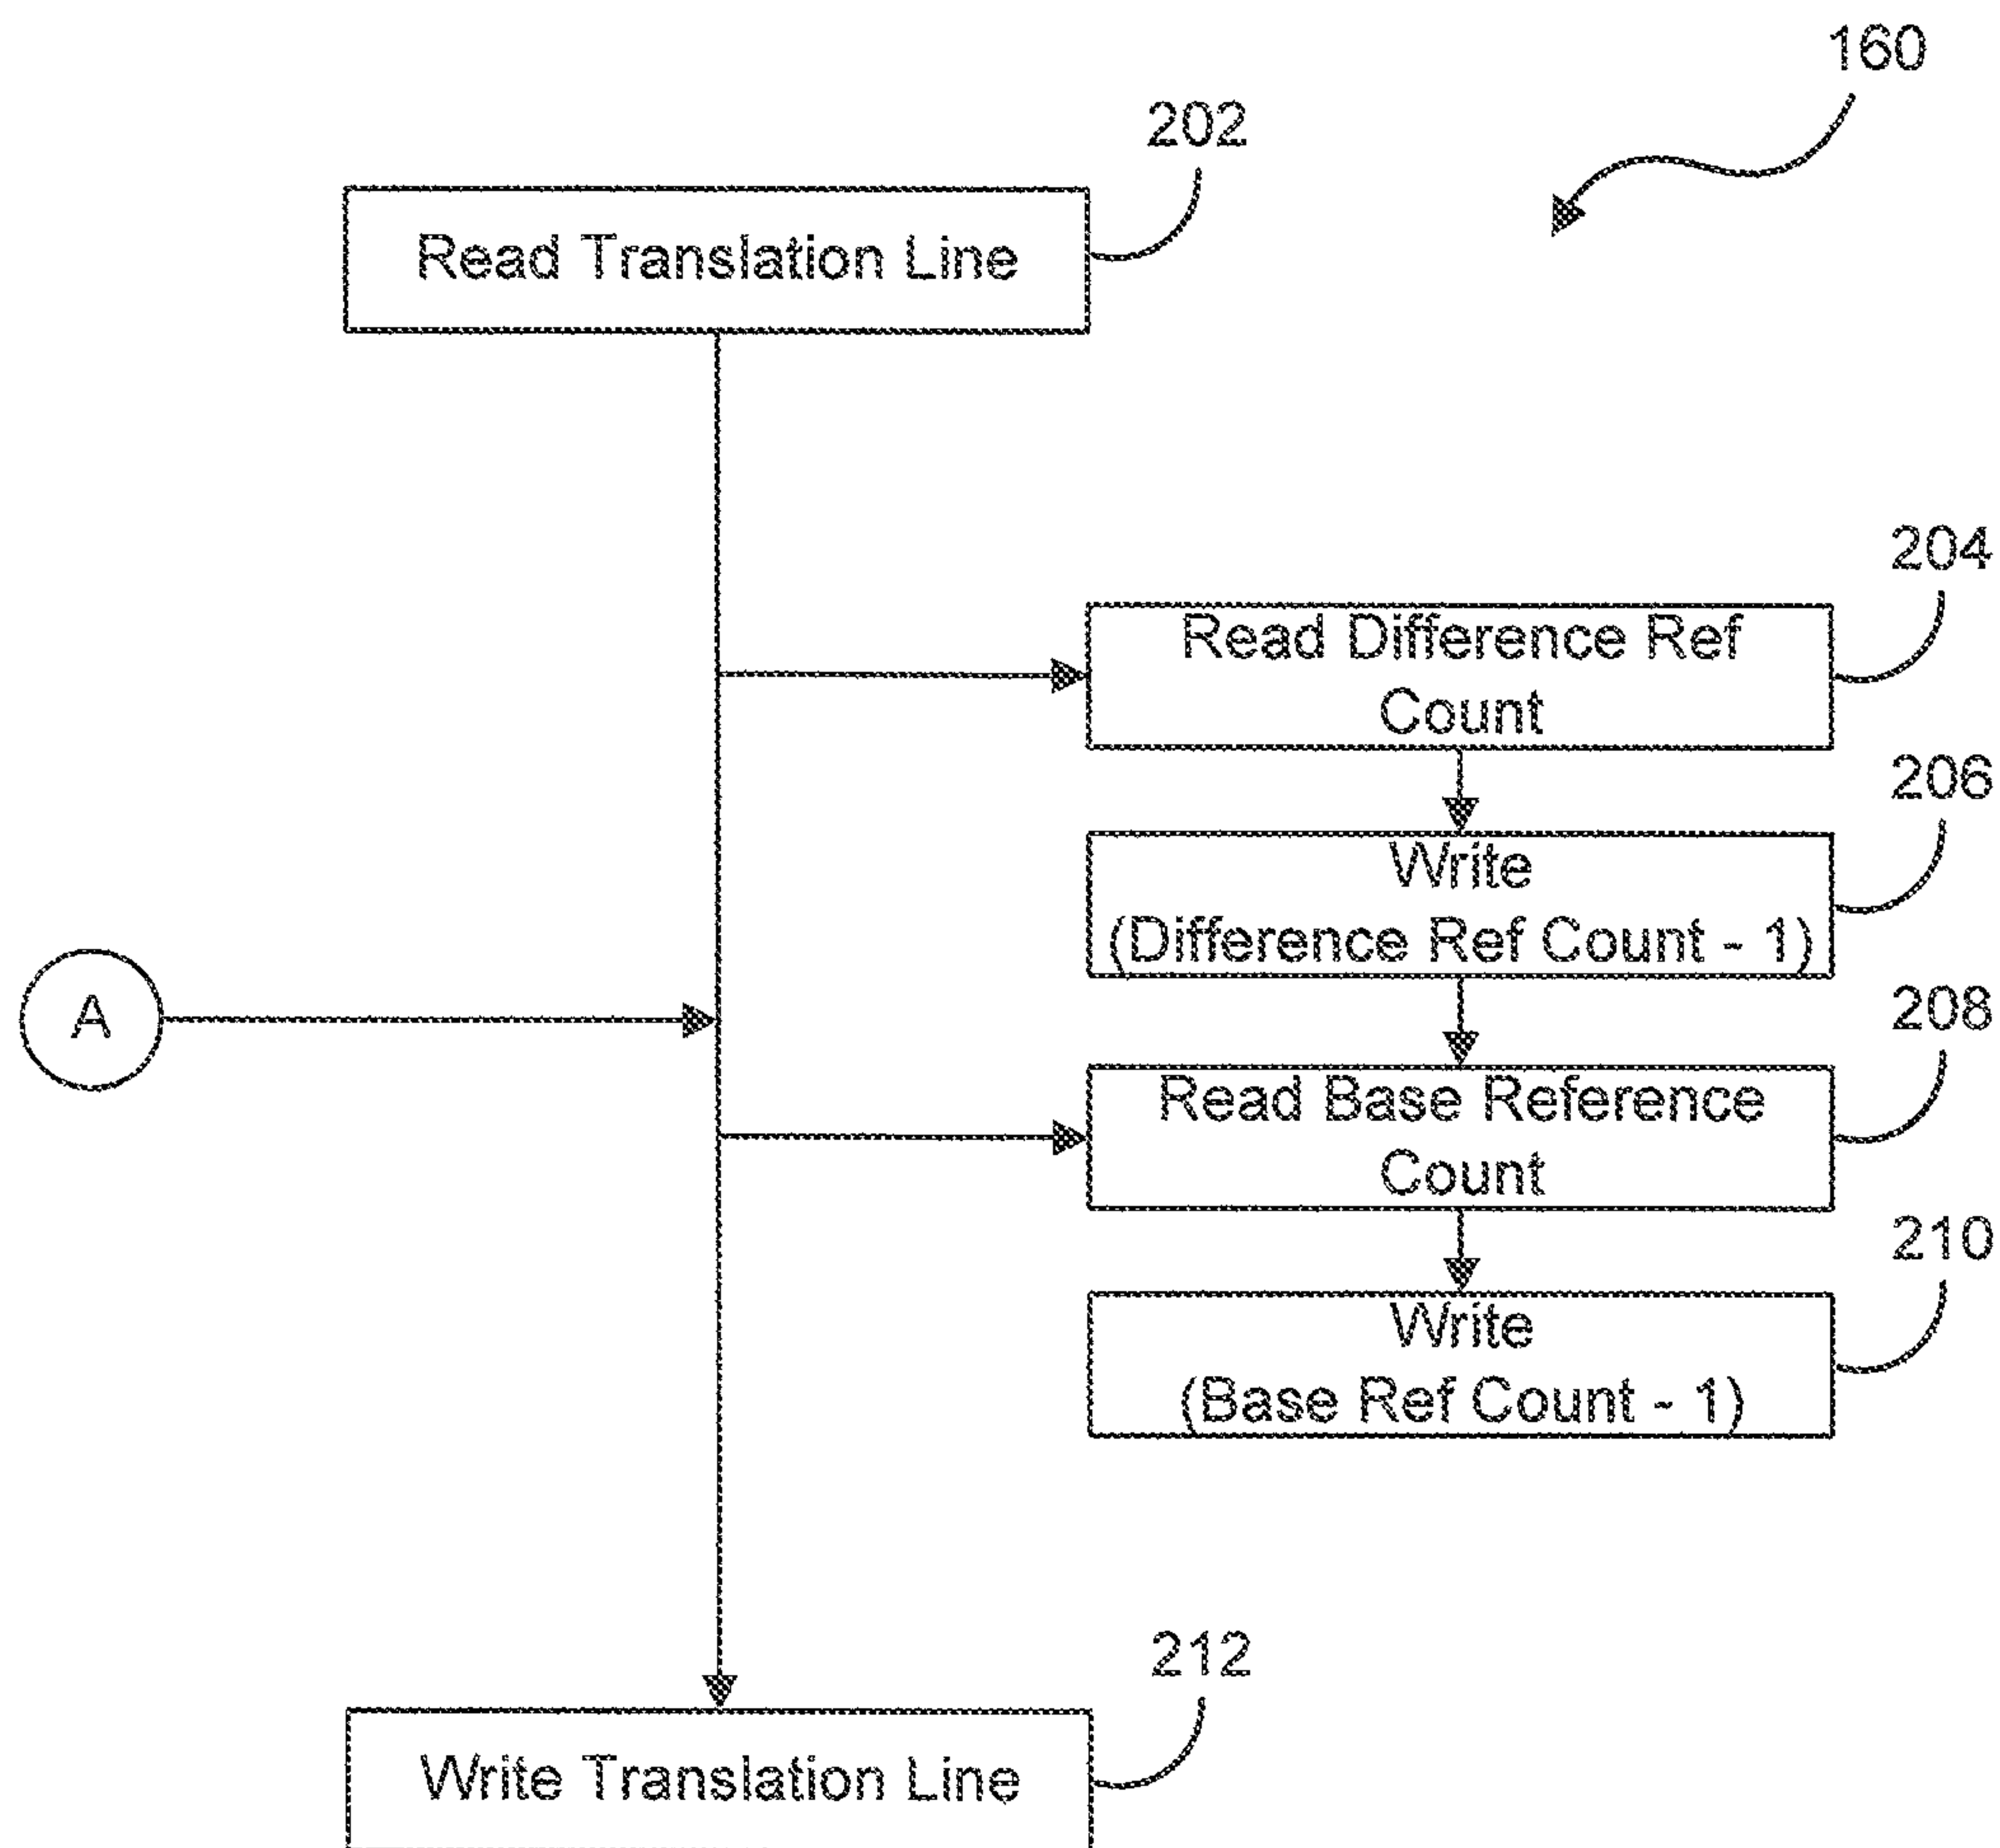 160
202
Read Translation Line
204
Read Difference Ref
Count
206
Write
(Difference Ref Count - 1)
A
208
Read Base Reference
Count
210
Write
(Base Ref Count - 1)
212
Write Translation Line